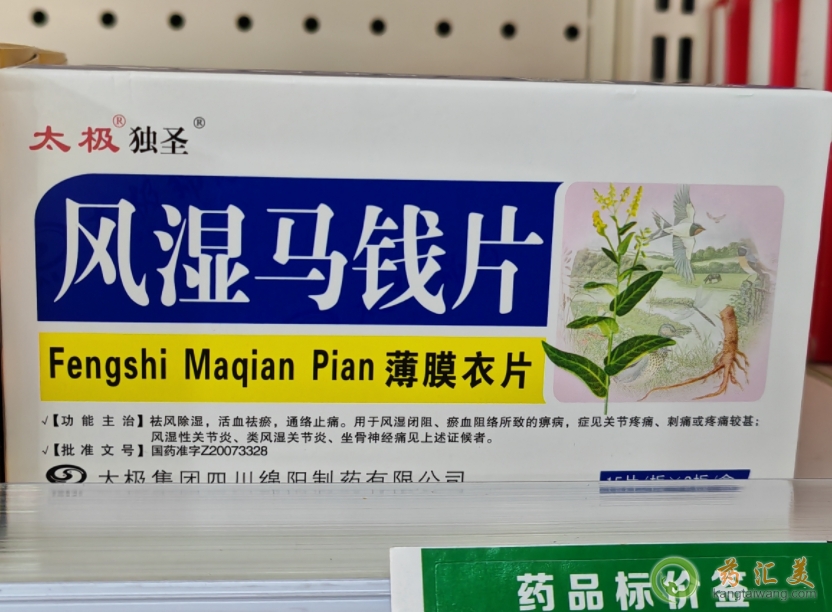 太极® 独圣®
风湿马钱片
Fengshi Maqian Pian 薄膜衣片
√【功能主治】祛风除湿，活血祛瘀，通络止痛。用于风湿闭阻、瘀血阻络所致的痹病，症见关节疼痛、刺痛或疼痛较甚；
风湿性关节炎、类风湿关节炎、坐骨神经痛见上述证候者。
√【批准文号】国药准字Z20073328
太极集团四川绵阳制药有限公司
药品标价签
药汇美
kangtaiwang.com